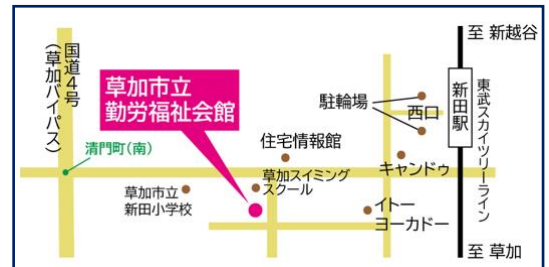 至 新越谷
国道4号
(草加バイパス)
草加市立
勤労福祉会館
駐輪場
西口
新田駅
東武スカイツリーライン
清門町(南)
住宅情報館
キャンドゥ
草加スイミング
スクール
草加市立
新田小学校
イトー
ヨーカドー
至 草加